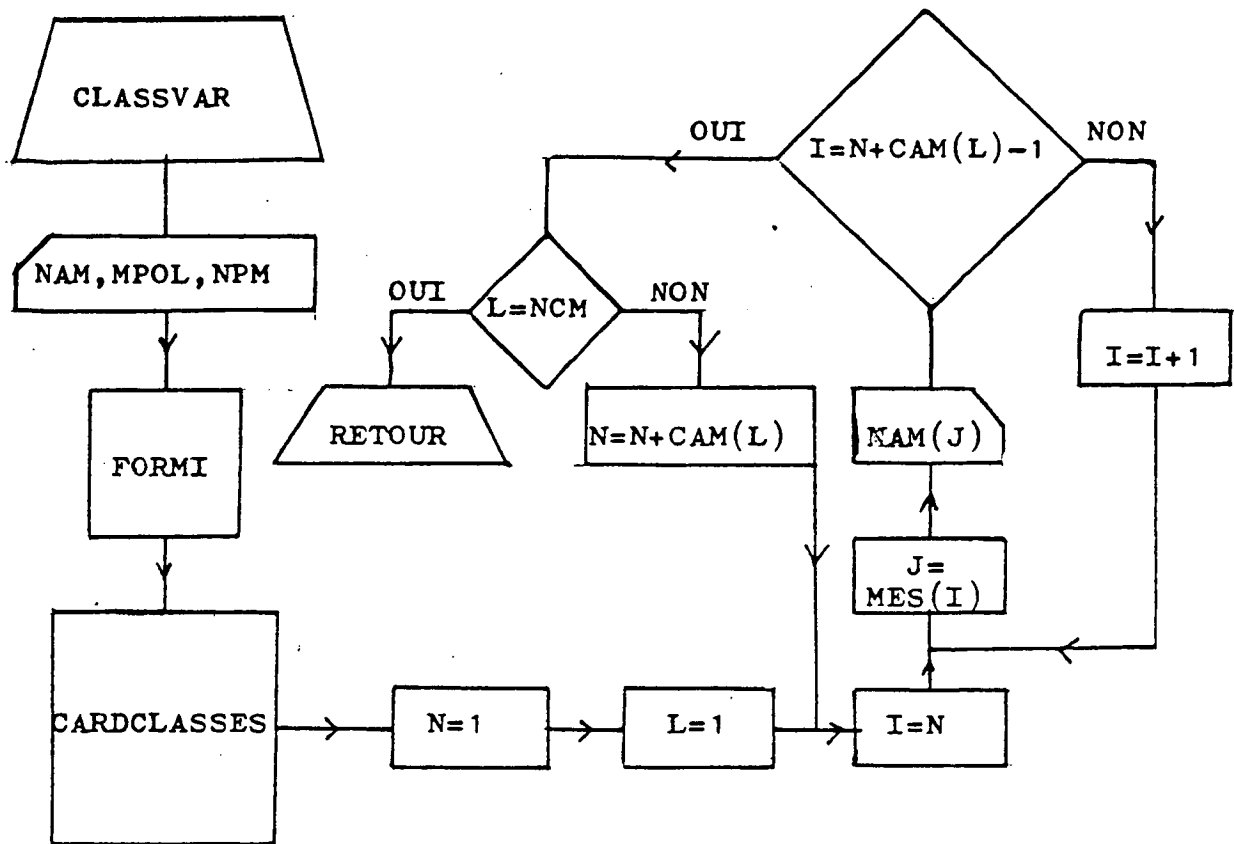 CLASSVAR
NAM,MPOL,NPM
FORMI
CARDCLASSES
N=1
L=1
I=N
J=
MES(I)
NAM(J)
I=N+CAM(L)-1
OUI
NON
I=I+1
L=NCM
OUI
NON
RETOUR
N=N+CAM(L)